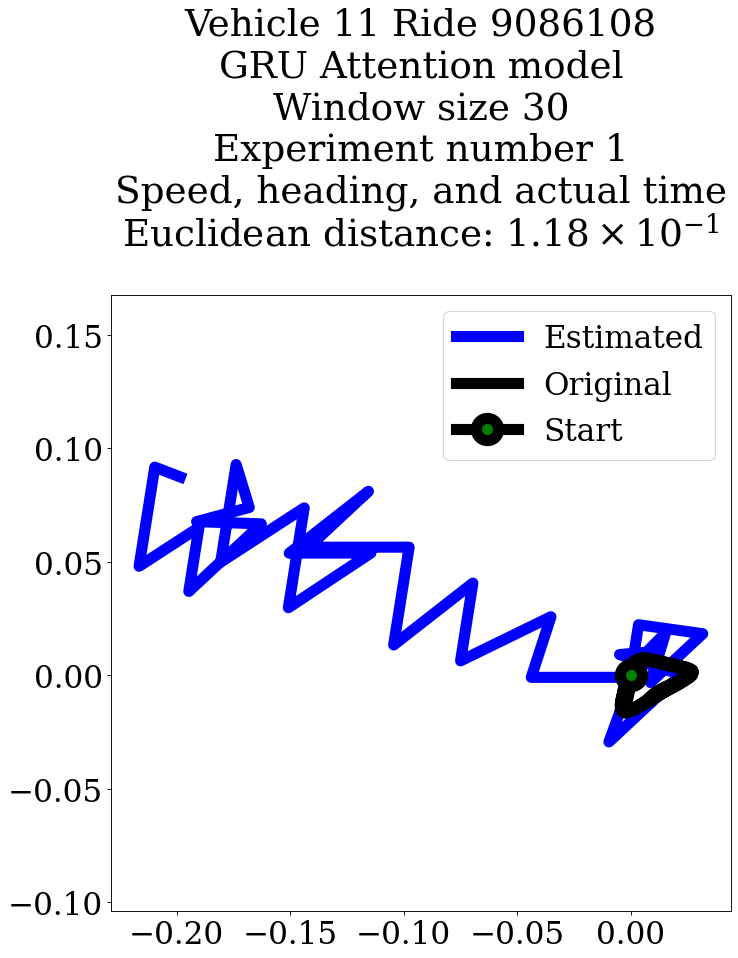 Vehicle 11 Ride 9086108
GRU Attention model
Window size 30
Experiment number 1
Speed, heading, and actual time
Euclidean distance: 1.18 × 10⁻¹
Estimated
Original
Start
0.15
0.10
0.05
0.00
−0.05
−0.10
−0.20 −0.15 −0.10 −0.05 0.00